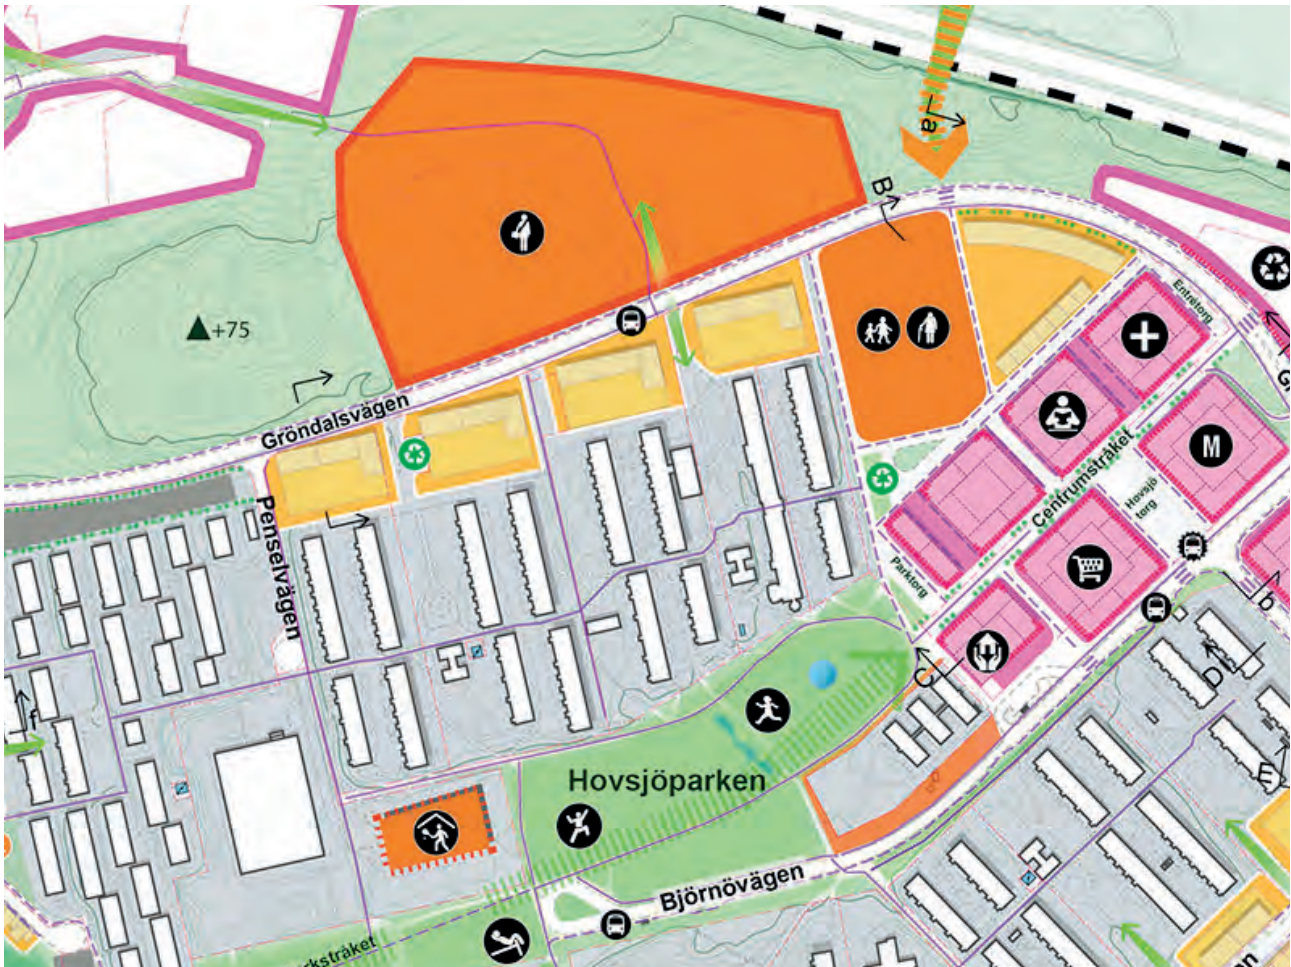 a
B
+75
Entrétorg
Gröndalsvägen
M
Centrumstråket
Hovsjö
torg
Penselvägen
Parktorg
b
C
D
f
E
Hovsjöparken
Björnövägen